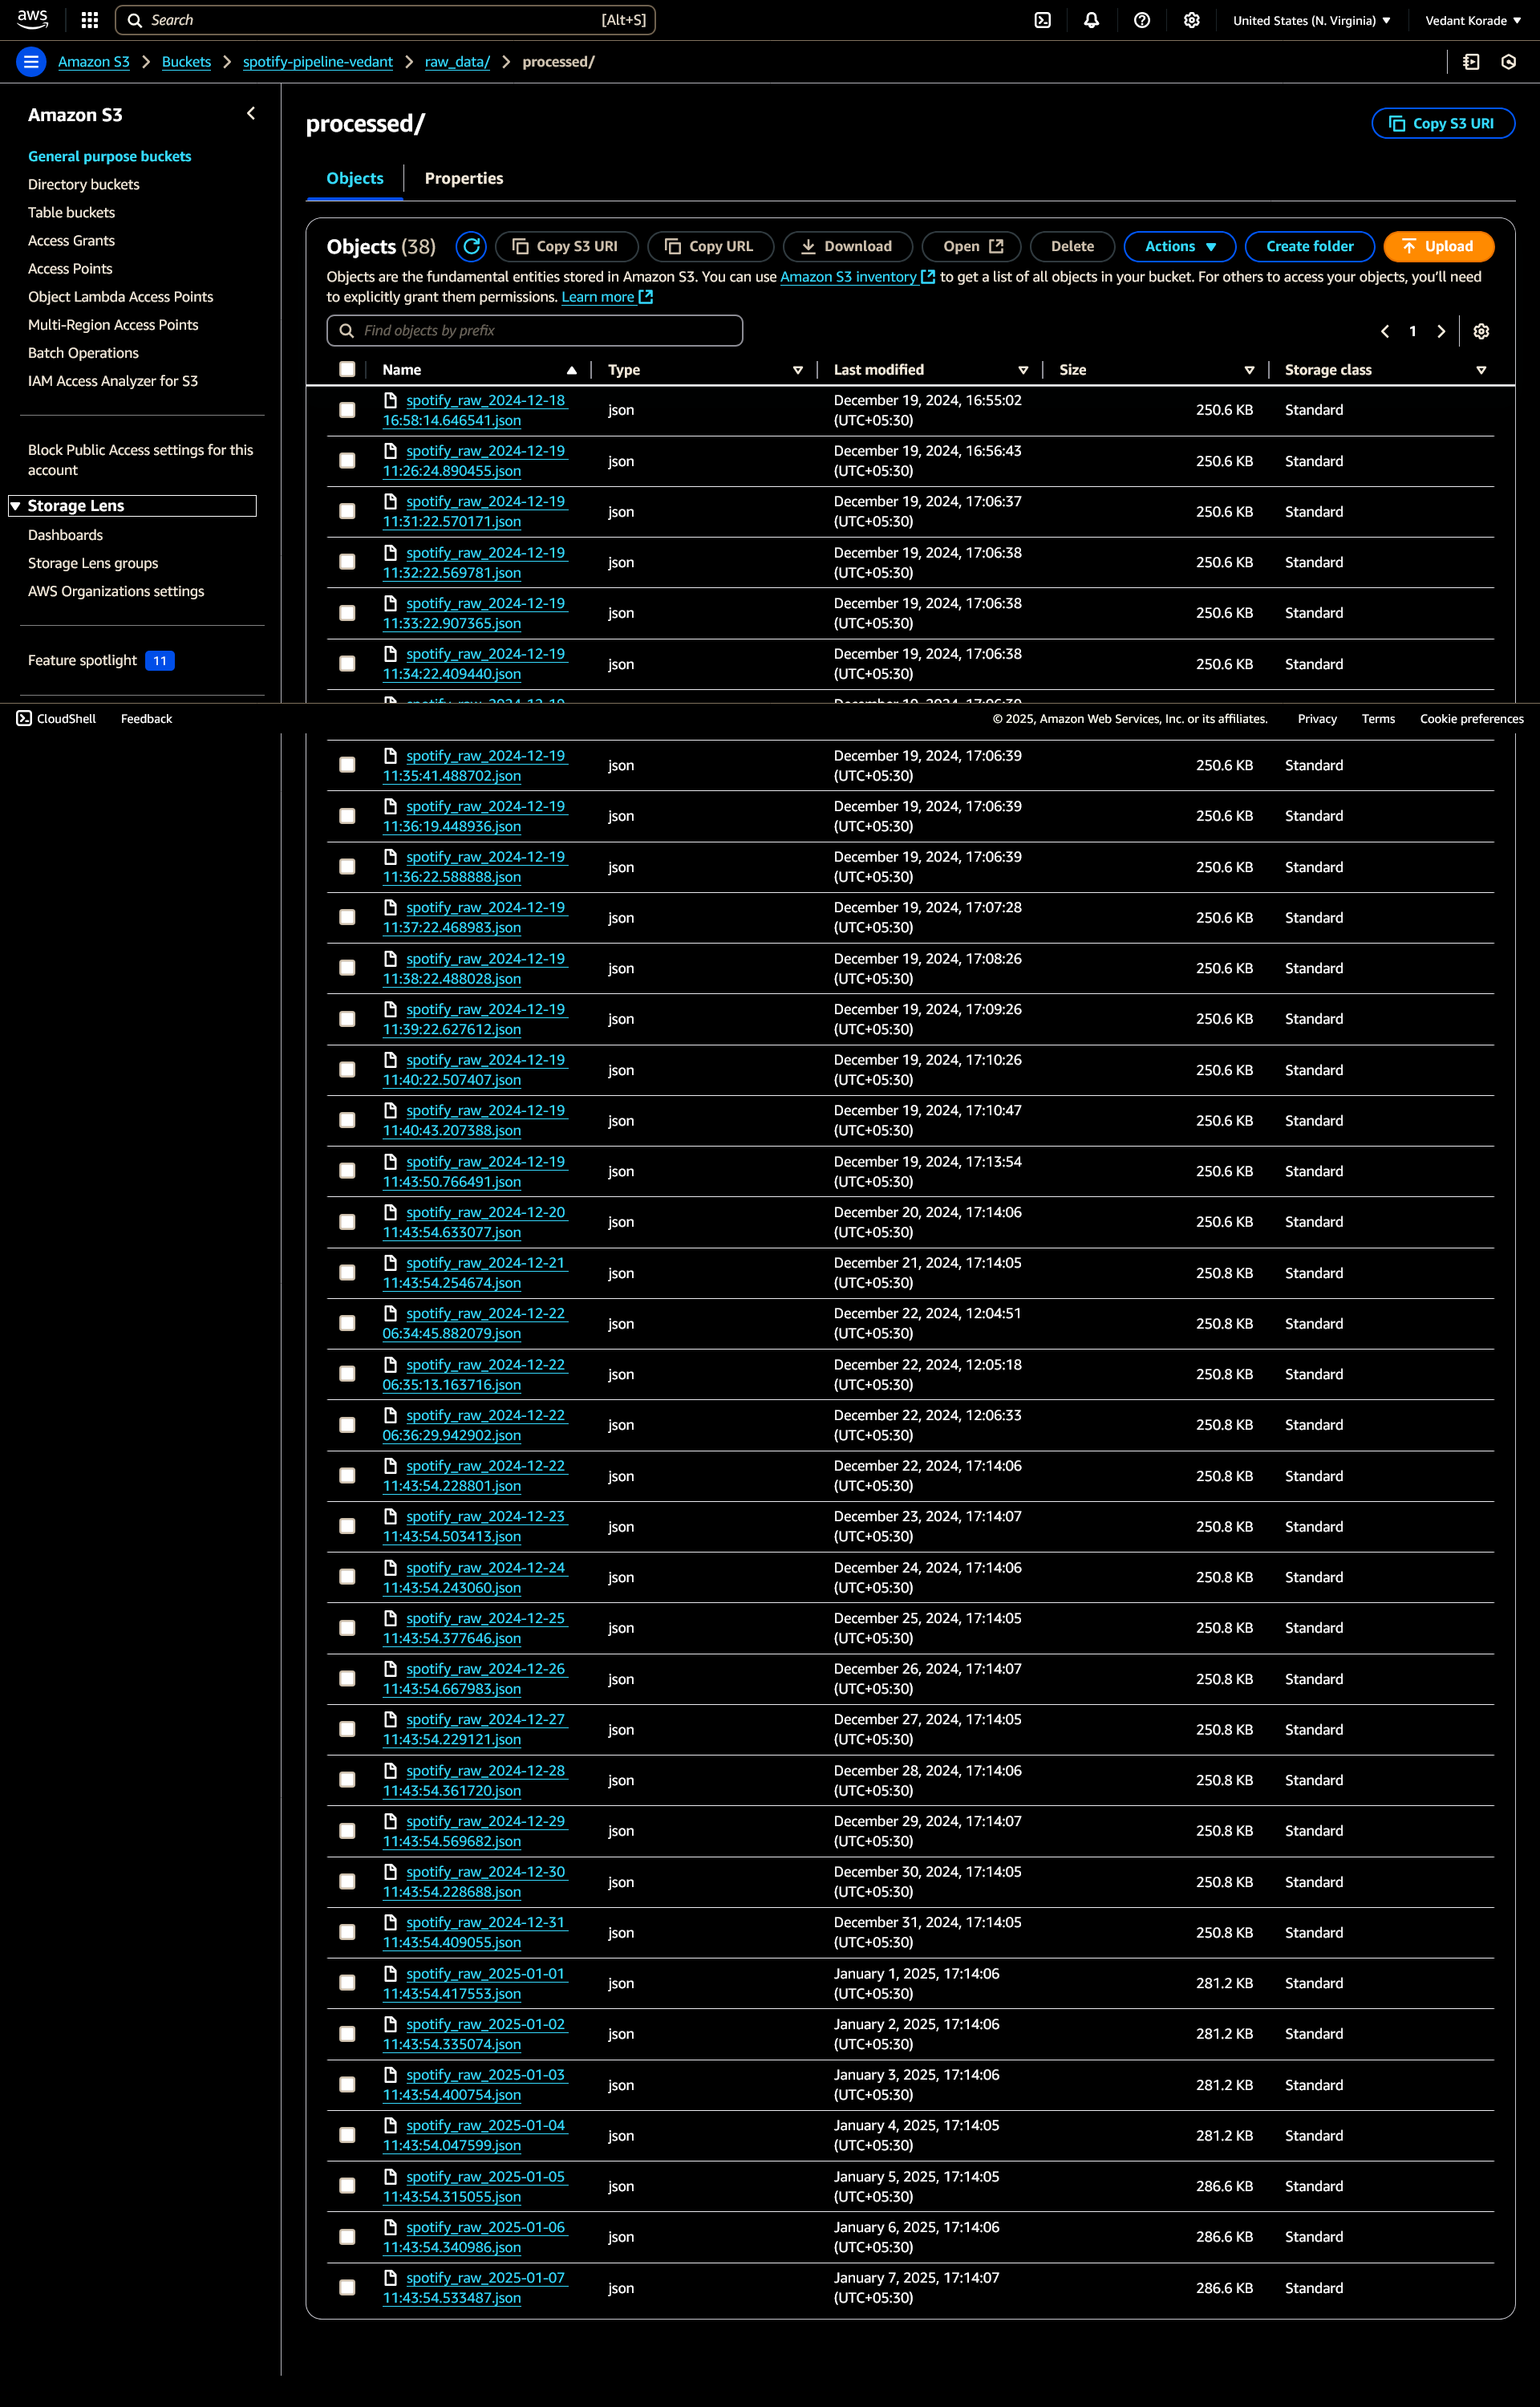 aws
Search [Alt+S]
United States (N. Virginia)
Vedant Korade
Amazon S3 > Buckets > spotify-pipeline-vedant > raw_data/ > processed/
Amazon S3
General purpose buckets
Directory buckets
Table buckets
Access Grants
Access Points
Object Lambda Access Points
Multi-Region Access Points
Batch Operations
IAM Access Analyzer for S3
Block Public Access settings for this
account
Storage Lens
Dashboards
Storage Lens groups
AWS Organizations settings
Feature spotlight 11
processed/
Copy S3 URI
Objects Properties
Objects (38) Copy S3 URI Copy URL Download Open Delete Actions Create folder Upload
Objects are the fundamental entities stored in Amazon S3. You can use Amazon S3 inventory to get a list of all objects in your bucket. For others to access your objects, you'll need
to explicitly grant them permissions. Learn more
Find objects by prefix
1
Name Type Last modified Size Storage class
spotify_raw_2024-12-18 December 19, 2024, 16:55:02
16:58:14.646541.json json (UTC+05:30) 250.6 KB Standard
spotify_raw_2024-12-19 December 19, 2024, 16:56:43
11:26:24.890455.json json (UTC+05:30) 250.6 KB Standard
spotify_raw_2024-12-19 December 19, 2024, 17:06:37
11:31:22.570171.json json (UTC+05:30) 250.6 KB Standard
spotify_raw_2024-12-19 December 19, 2024, 17:06:38
11:32:22.569781.json json (UTC+05:30) 250.6 KB Standard
spotify_raw_2024-12-19 December 19, 2024, 17:06:38
11:33:22.907365.json json (UTC+05:30) 250.6 KB Standard
spotify_raw_2024-12-19 December 19, 2024, 17:06:38
11:34:22.409440.json json (UTC+05:30) 250.6 KB Standard
CloudShell Feedback © 2025, Amazon Web Services, Inc. or its affiliates. Privacy Terms Cookie preferences
spotify_raw_2024-12-19 December 19, 2024, 17:06:39
11:35:41.488702.json json (UTC+05:30) 250.6 KB Standard
spotify_raw_2024-12-19 December 19, 2024, 17:06:39
11:36:19.448936.json json (UTC+05:30) 250.6 KB Standard
spotify_raw_2024-12-19 December 19, 2024, 17:06:39
11:36:22.588888.json json (UTC+05:30) 250.6 KB Standard
spotify_raw_2024-12-19 December 19, 2024, 17:07:28
11:37:22.468983.json json (UTC+05:30) 250.6 KB Standard
spotify_raw_2024-12-19 December 19, 2024, 17:08:26
11:38:22.488028.json json (UTC+05:30) 250.6 KB Standard
spotify_raw_2024-12-19 December 19, 2024, 17:09:26
11:39:22.627612.json json (UTC+05:30) 250.6 KB Standard
spotify_raw_2024-12-19 December 19, 2024, 17:10:26
11:40:22.507407.json json (UTC+05:30) 250.6 KB Standard
spotify_raw_2024-12-19 December 19, 2024, 17:10:47
11:40:43.207388.json json (UTC+05:30) 250.6 KB Standard
spotify_raw_2024-12-19 December 19, 2024, 17:13:54
11:43:50.766491.json json (UTC+05:30) 250.6 KB Standard
spotify_raw_2024-12-20 December 20, 2024, 17:14:06
11:43:54.633077.json json (UTC+05:30) 250.6 KB Standard
spotify_raw_2024-12-21 December 21, 2024, 17:14:05
11:43:54.254674.json json (UTC+05:30) 250.8 KB Standard
spotify_raw_2024-12-22 December 22, 2024, 12:04:51
06:34:45.882079.json json (UTC+05:30) 250.8 KB Standard
spotify_raw_2024-12-22 December 22, 2024, 12:05:18
06:35:13.163716.json json (UTC+05:30) 250.8 KB Standard
spotify_raw_2024-12-22 December 22, 2024, 12:06:33
06:36:29.942902.json json (UTC+05:30) 250.8 KB Standard
spotify_raw_2024-12-22 December 22, 2024, 17:14:06
11:43:54.228801.json json (UTC+05:30) 250.8 KB Standard
spotify_raw_2024-12-23 December 23, 2024, 17:14:07
11:43:54.503413.json json (UTC+05:30) 250.8 KB Standard
spotify_raw_2024-12-24 December 24, 2024, 17:14:06
11:43:54.243060.json json (UTC+05:30) 250.8 KB Standard
spotify_raw_2024-12-25 December 25, 2024, 17:14:05
11:43:54.377646.json json (UTC+05:30) 250.8 KB Standard
spotify_raw_2024-12-26 December 26, 2024, 17:14:07
11:43:54.667983.json json (UTC+05:30) 250.8 KB Standard
spotify_raw_2024-12-27 December 27, 2024, 17:14:05
11:43:54.229121.json json (UTC+05:30) 250.8 KB Standard
spotify_raw_2024-12-28 December 28, 2024, 17:14:06
11:43:54.361720.json json (UTC+05:30) 250.8 KB Standard
spotify_raw_2024-12-29 December 29, 2024, 17:14:07
11:43:54.569682.json json (UTC+05:30) 250.8 KB Standard
spotify_raw_2024-12-30 December 30, 2024, 17:14:05
11:43:54.228688.json json (UTC+05:30) 250.8 KB Standard
spotify_raw_2024-12-31 December 31, 2024, 17:14:05
11:43:54.409055.json json (UTC+05:30) 250.8 KB Standard
spotify_raw_2025-01-01 January 1, 2025, 17:14:06
11:43:54.417553.json json (UTC+05:30) 281.2 KB Standard
spotify_raw_2025-01-02 January 2, 2025, 17:14:06
11:43:54.335074.json json (UTC+05:30) 281.2 KB Standard
spotify_raw_2025-01-03 January 3, 2025, 17:14:06
11:43:54.400754.json json (UTC+05:30) 281.2 KB Standard
spotify_raw_2025-01-04 January 4, 2025, 17:14:05
11:43:54.047599.json json (UTC+05:30) 281.2 KB Standard
spotify_raw_2025-01-05 January 5, 2025, 17:14:05
11:43:54.315055.json json (UTC+05:30) 286.6 KB Standard
spotify_raw_2025-01-06 January 6, 2025, 17:14:06
11:43:54.340986.json json (UTC+05:30) 286.6 KB Standard
spotify_raw_2025-01-07 January 7, 2025, 17:14:07
11:43:54.533487.json json (UTC+05:30) 286.6 KB Standard